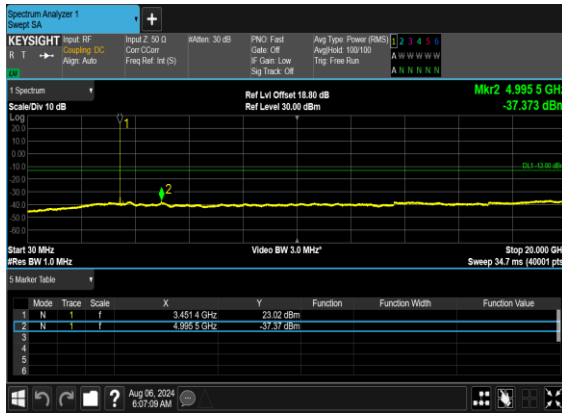 Spectrum Analyzer 1
Swept SA
+
KEYSIGHT
R T
Input: RF
Coupling: DC
Align: Auto
Input Z: 50 Ω
Corr CCorr
Freq Ref: Int (S)
#Atten: 30 dB
PNO: Fast
Gate: Off
IF Gain: Low
Sig Track: Off
Avg Type: Power (RMS)
Avg|Hold: 100/100
Trig: Free Run
1 2 3 4 5 6
A W W W W W
A N N N N N
1 Spectrum
Scale/Div 10 dB
Ref Lvl Offset 18.80 dB
Ref Level 30.00 dBm
Mkr2 4.995 5 GHz
-37.373 dBm
Log
20.0
10.0
0.00
-10.0
-20.0
-30.0
-40.0
-50.0
-60.0
1
2
DL1 -13.00 dBm
Start 30 MHz
#Res BW 1.0 MHz
Video BW 3.0 MHz*
Stop 20.000 GHz
Sweep 34.7 ms (40001 pts)
5 Marker Table
Mode Trace Scale X Y Function Function Width Function Value
1 N 1 f 3.451 4 GHz 23.02 dBm
2 N 1 f 4.995 5 GHz -37.37 dBm
3
4
5
6
?
Aug 06, 2024
6:07:09 AM